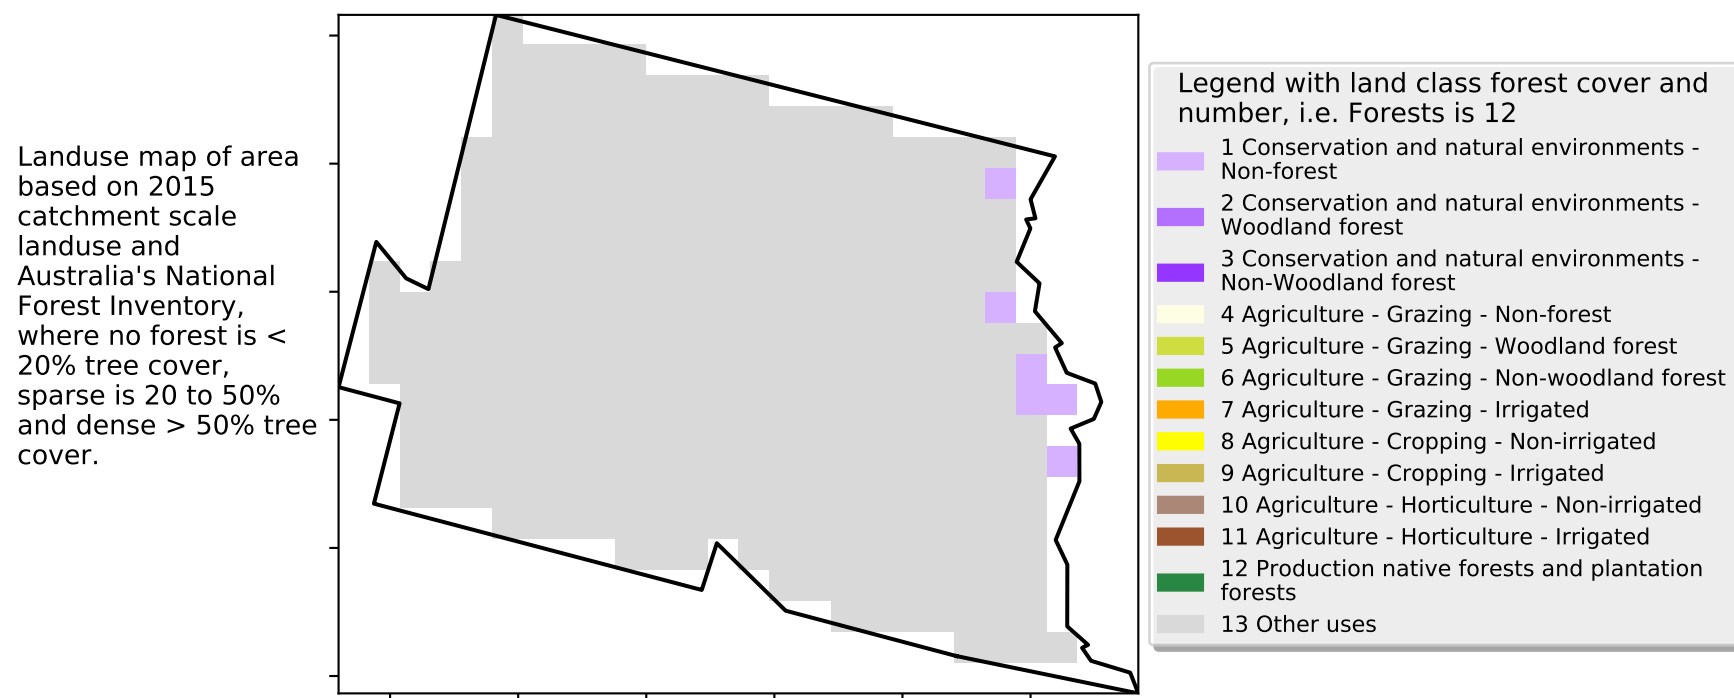 Landuse map of area
based on 2015
catchment scale
landuse and
Australia's National
Forest Inventory,
where no forest is <
20% tree cover,
sparse is 20 to 50%
and dense > 50% tree
cover.
Legend with land class forest cover and
number, i.e. Forests is 12
1 Conservation and natural environments -
Non-forest
2 Conservation and natural environments -
Woodland forest
3 Conservation and natural environments -
Non-Woodland forest
4 Agriculture - Grazing - Non-forest
5 Agriculture - Grazing - Woodland forest
6 Agriculture - Grazing - Non-woodland forest
7 Agriculture - Grazing - Irrigated
8 Agriculture - Cropping - Non-irrigated
9 Agriculture - Cropping - Irrigated
10 Agriculture - Horticulture - Non-irrigated
11 Agriculture - Horticulture - Irrigated
12 Production native forests and plantation
forests
13 Other uses